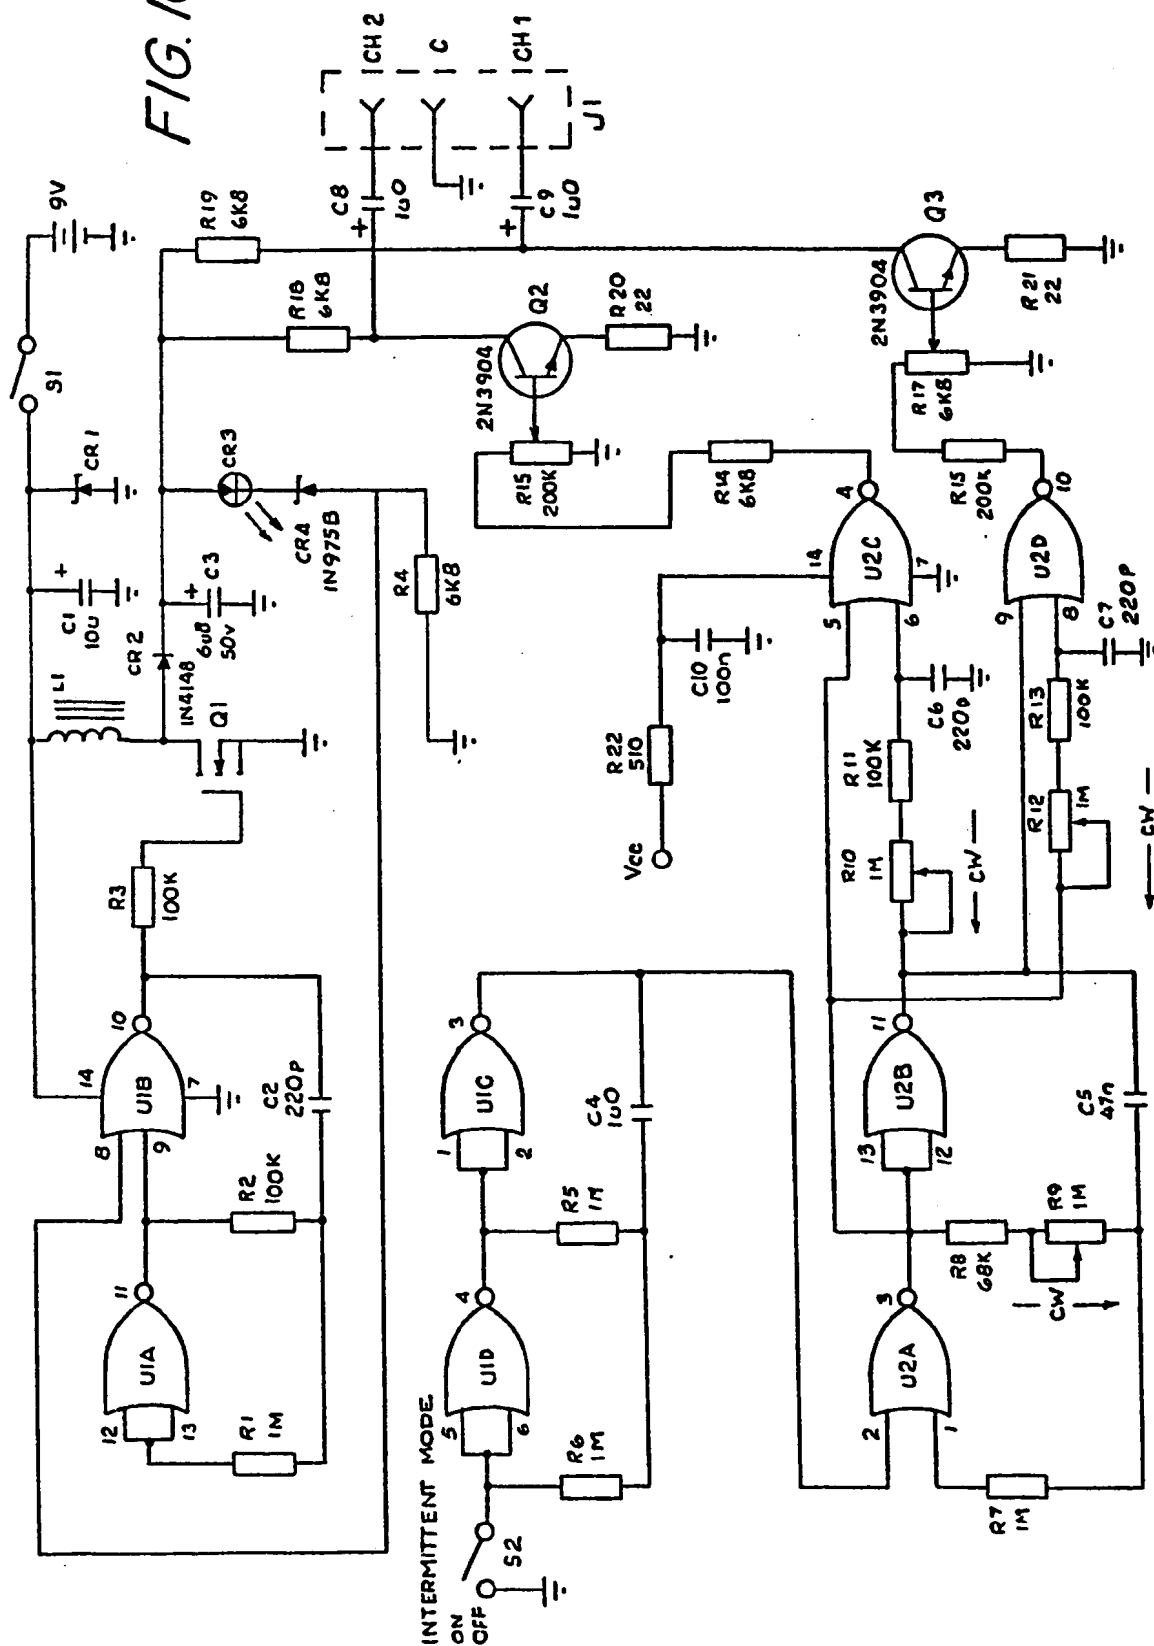 FIG. 10
9V
S1
CR1
C1
10u
+
L1
CR2
1N4148
Q1
6u8
50v
+
C3
CR3
CR4
1N975B
R4
6K8
R3
100K
14
U1B
10
7
8
9
C2
220P
R2
100K
11
U1A
12
13
R1
1M
R19
6K8
R18
6K8
C8
1u0
+
C9
1u0
+
CH 2
C
CH 1
J1
Q2
2N3904
R20
22
R15
200K
Q3
2N3904
R21
22
R17
6K8
R14
6K8
R15
200K
4
14
U2C
7
5
6
10
U2D
9
8
C7
220P
C10
100n
R22
510
Vcc
C6
220p
R11
100K
R10
1M
CW
R13
100K
R12
1M
CW
INTERMITTENT MODE
ON
OFF
S2
5
6
U1D
4
R6
1M
R5
1M
1
2
U1C
3
C4
1u0
2
1
U2A
3
R7
1M
R8
68K
R9
1M
CW
13
12
U2B
11
C5
47n